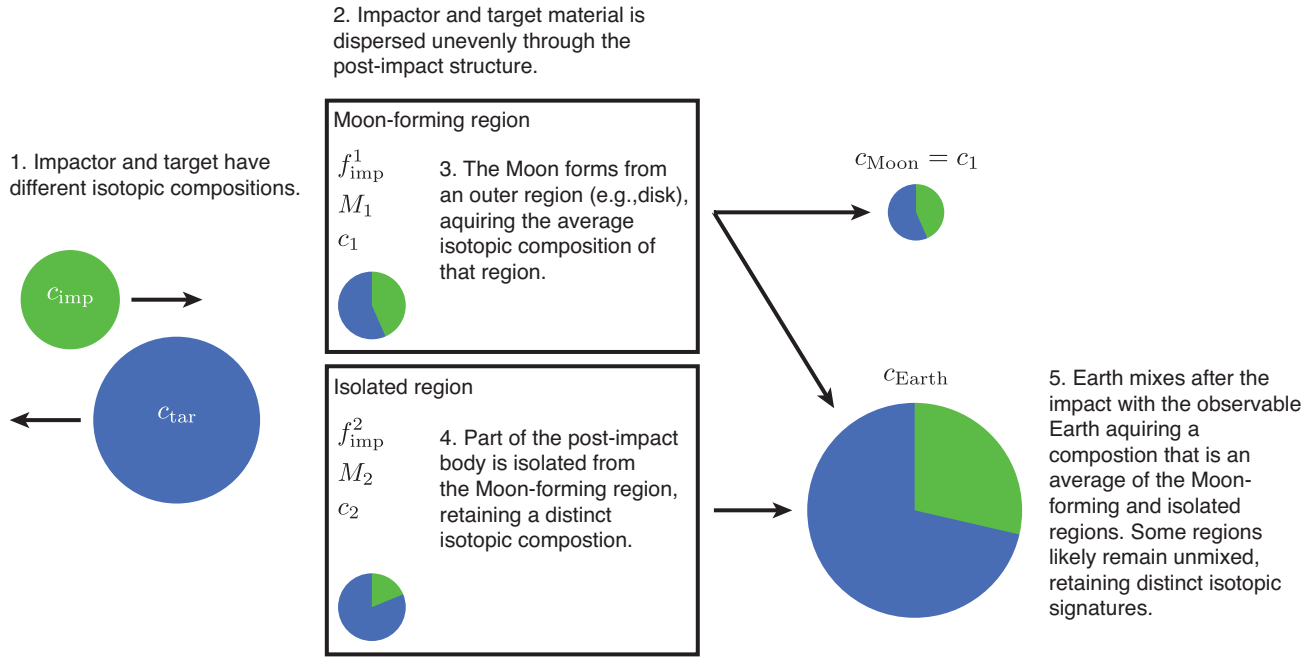 2. Impactor and target material is
dispersed unevenly through the
post-impact structure.
1. Impactor and target have
different isotopic compositions.
c_imp
c_tar
Moon-forming region
f^1_imp
M_1
c_1
3. The Moon forms from
an outer region (e.g.,disk),
aquiring the average
isotopic composition of
that region.
Isolated region
f^2_imp
M_2
c_2
4. Part of the post-impact
body is isolated from
the Moon-forming region,
retaining a distinct
isotopic compostion.
c_Moon = c_1
c_Earth
5. Earth mixes after the
impact with the observable
Earth aquiring a
compostion that is an
average of the Moon-
forming and isolated
regions. Some regions
likely remain unmixed,
retaining distinct isotopic
signatures.